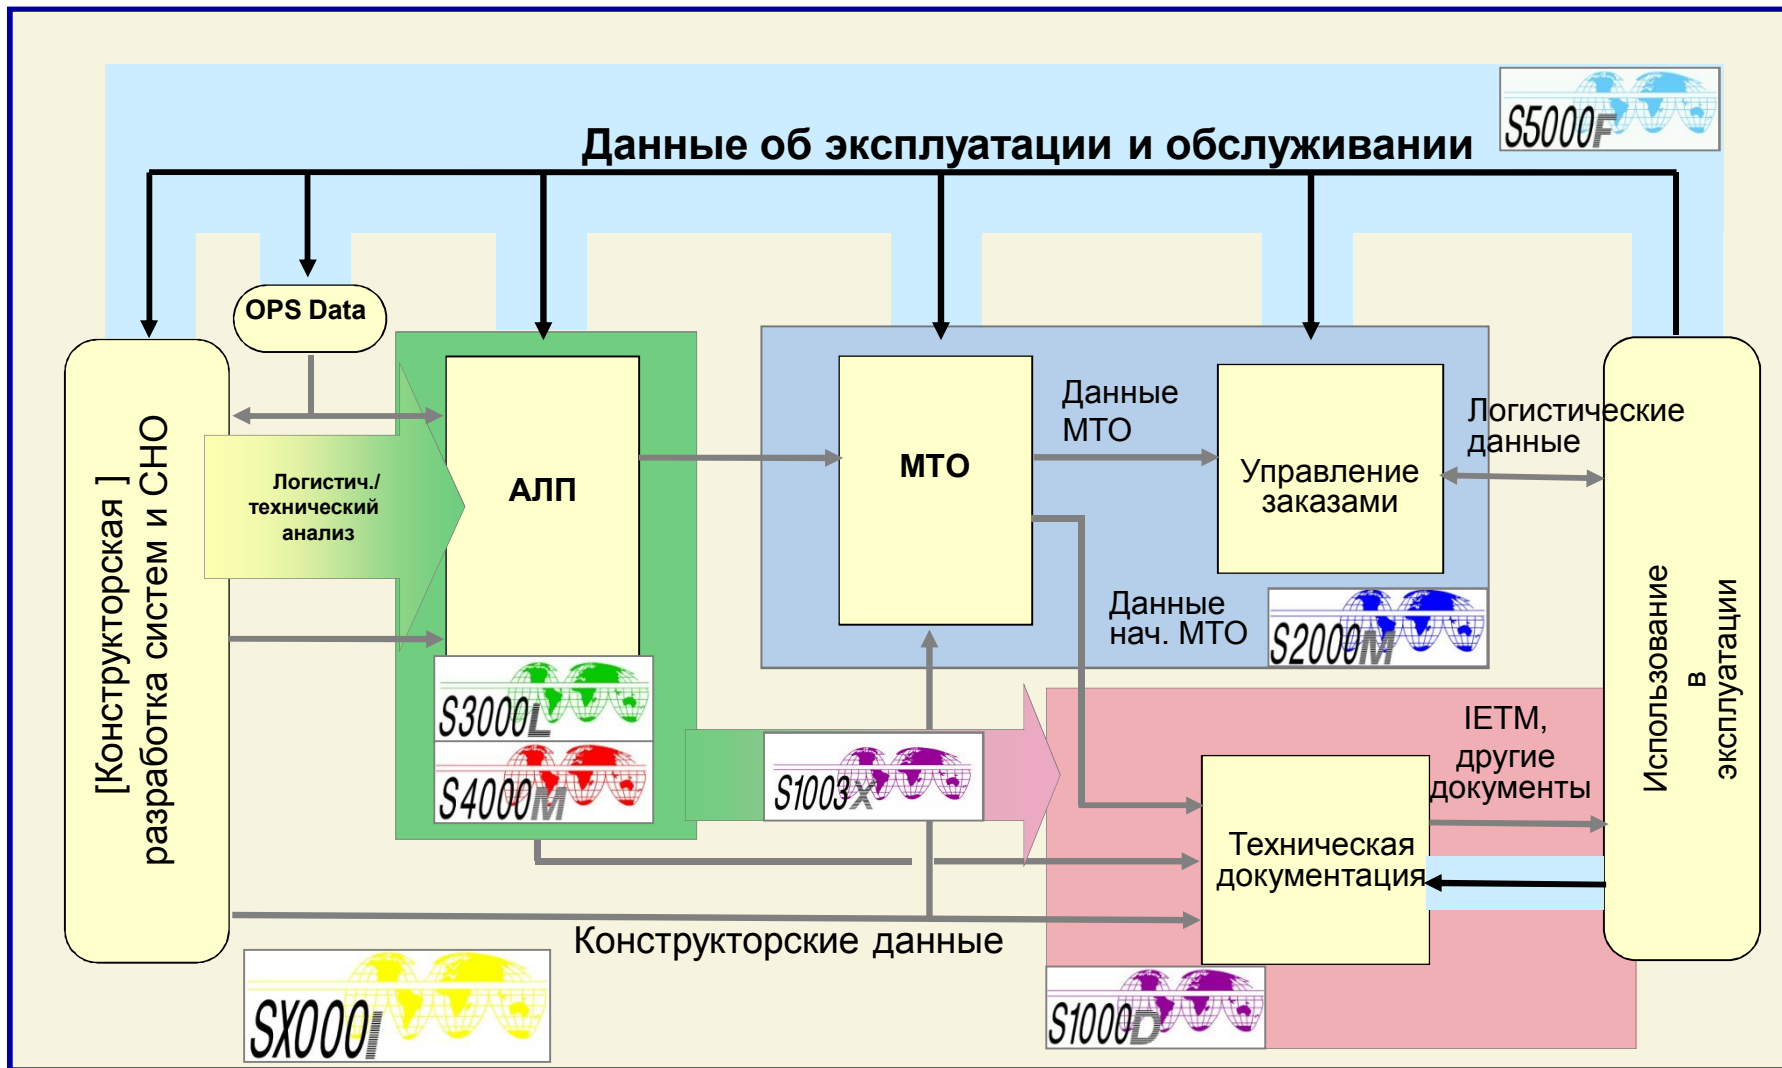 S5000F
Данные об эксплуатации и обслуживании
OPS Data
[Конструкторская ]
разработка систем и СНО
Логистич./
технический
анализ
АЛП
МТО
Данные
МТО
Управление
заказами
Логистические
данные
Данные
нач. МТО
S2000M
Использование
в
эксплуатации
S3000L
S4000M
S1003X
IETM,
другие
документы
Техническая
документация
Конструкторские данные
SX000I
S1000D